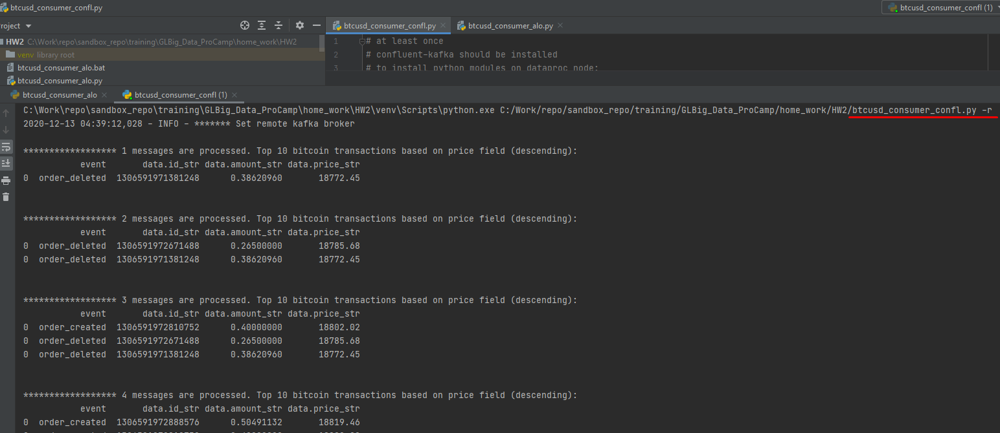 btcusd_consumer_confl.py
btcusd_consumer_confl (1)
roject
btcusd_consumer_confl.py
btcusd_consumer_alo.py
HW2 C:\Work\repo\sandbox_repo\training\GLBig_Data_ProCamp\home_work\HW2
1 # at least once
venv library root
2 # confluent-kafka should be installed
btcusd_consumer_alo.bat
3 # to install python modules on dataproc node:
btcusd_consumer_alo.py
btcusd_consumer_alo
btcusd_consumer_confl (1)
C:\Work\repo\sandbox_repo\training\GLBig_Data_ProCamp\home_work\HW2\venv\Scripts\python.exe C:/Work/repo/sandbox_repo/training/GLBig_Data_ProCamp/home_work/HW2/btcusd_consumer_confl.py -r
2020-12-13 04:39:12,028 - INFO - ******* Set remote kafka broker
****************** 1 messages are processed. Top 10 bitcoin transactions based on price field (descending):
event data.id_str data.amount_str data.price_str
0 order_deleted 1306591971381248 0.38620960 18772.45
****************** 2 messages are processed. Top 10 bitcoin transactions based on price field (descending):
event data.id_str data.amount_str data.price_str
0 order_deleted 1306591972671488 0.26500000 18785.68
0 order_deleted 1306591971381248 0.38620960 18772.45
****************** 3 messages are processed. Top 10 bitcoin transactions based on price field (descending):
event data.id_str data.amount_str data.price_str
0 order_created 1306591972810752 0.40000000 18802.02
0 order_deleted 1306591972671488 0.26500000 18785.68
0 order_deleted 1306591971381248 0.38620960 18772.45
****************** 4 messages are processed. Top 10 bitcoin transactions based on price field (descending):
event data.id_str data.amount_str data.price_str
0 order_created 1306591972888576 0.50491132 18819.46